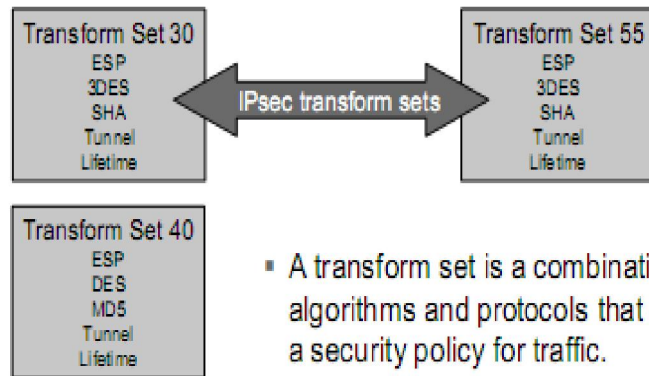 Transform Set 30
ESP
3DES
SHA
Tunnel
Lifetime
IPsec transform sets
Transform Set 55
ESP
3DES
SHA
Tunnel
Lifetime
Transform Set 40
ESP
DES
MD5
Tunnel
Lifetime
▪ A transform set is a combinati
algorithms and protocols that
a security policy for traffic.